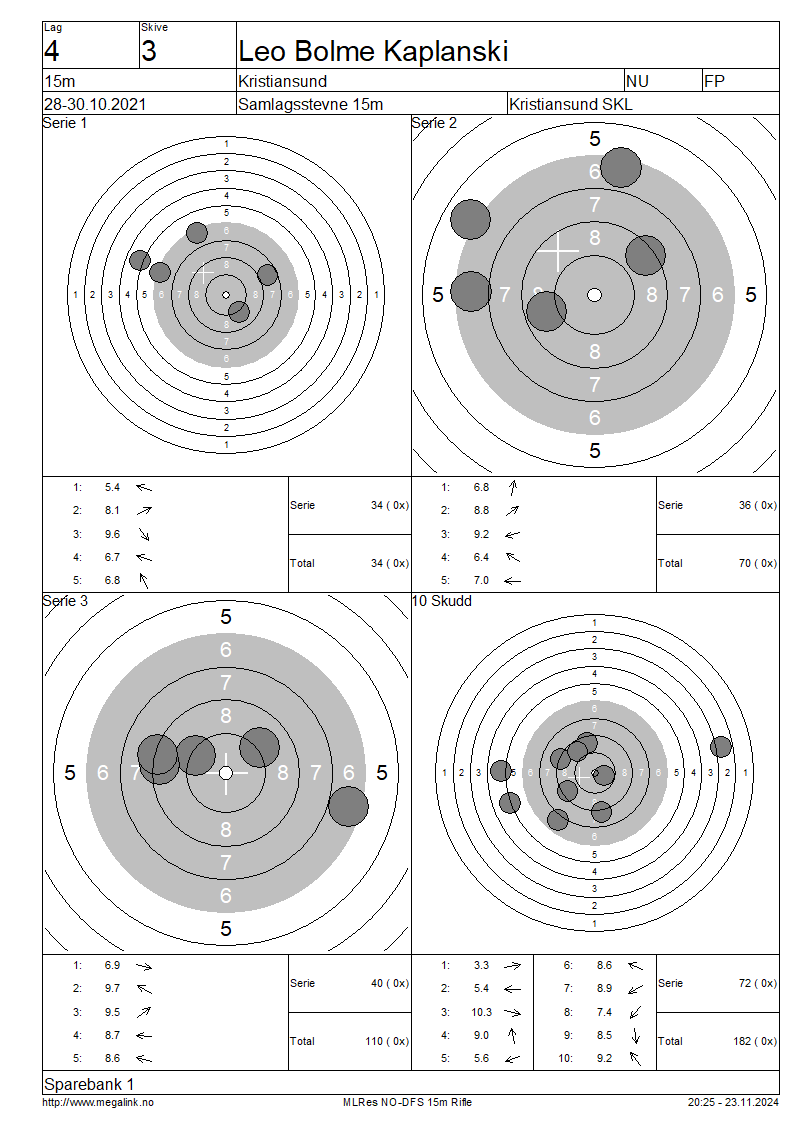 Lag Skive
4 3 Leo Bolme Kaplanski
15m Kristiansund NU FP
28-30.10.2021 Samlagsstevne 15m Kristiansund SKL
Serie 1
1
2
3
4
5
6
7
8
1 2 3 4 5 6 7 8 8 7 6 5 4 3 2 1
8
7
6
5
4
3
2
1
Serie 2
5
6
7
8
5 7 8 7 6 5
8
7
6
5
1: 5.4
2: 8.1
3: 9.6
4: 6.7
5: 6.8
Serie 34 ( 0x)
Total 34 ( 0x)
1: 6.8
2: 8.8
3: 9.2
4: 6.4
5: 7.0
Serie 36 ( 0x)
Total 70 ( 0x)
Serie 3
5
6
7
8
5 6 7 8 7 6 5
8
7
6
5
10 Skudd
1
2
3
4
5
6
7
1 2 3 4 5 6 7 8 8 7 6 5 4 3 2 1
8
6
5
4
3
2
1
1: 6.9
2: 9.7
3: 9.5
4: 8.7
5: 8.6
Serie 40 ( 0x)
Total 110 ( 0x)
1: 3.3 6: 8.6
2: 5.4 7: 8.9
3: 10.3 8: 7.4
4: 9.0 9: 8.5
5: 5.6 10: 9.2
Serie 72 ( 0x)
Total 182 ( 0x)
Sparebank 1
http://www.megalink.no MLRes NO-DFS 15m Rifle 20:25 - 23.11.2024